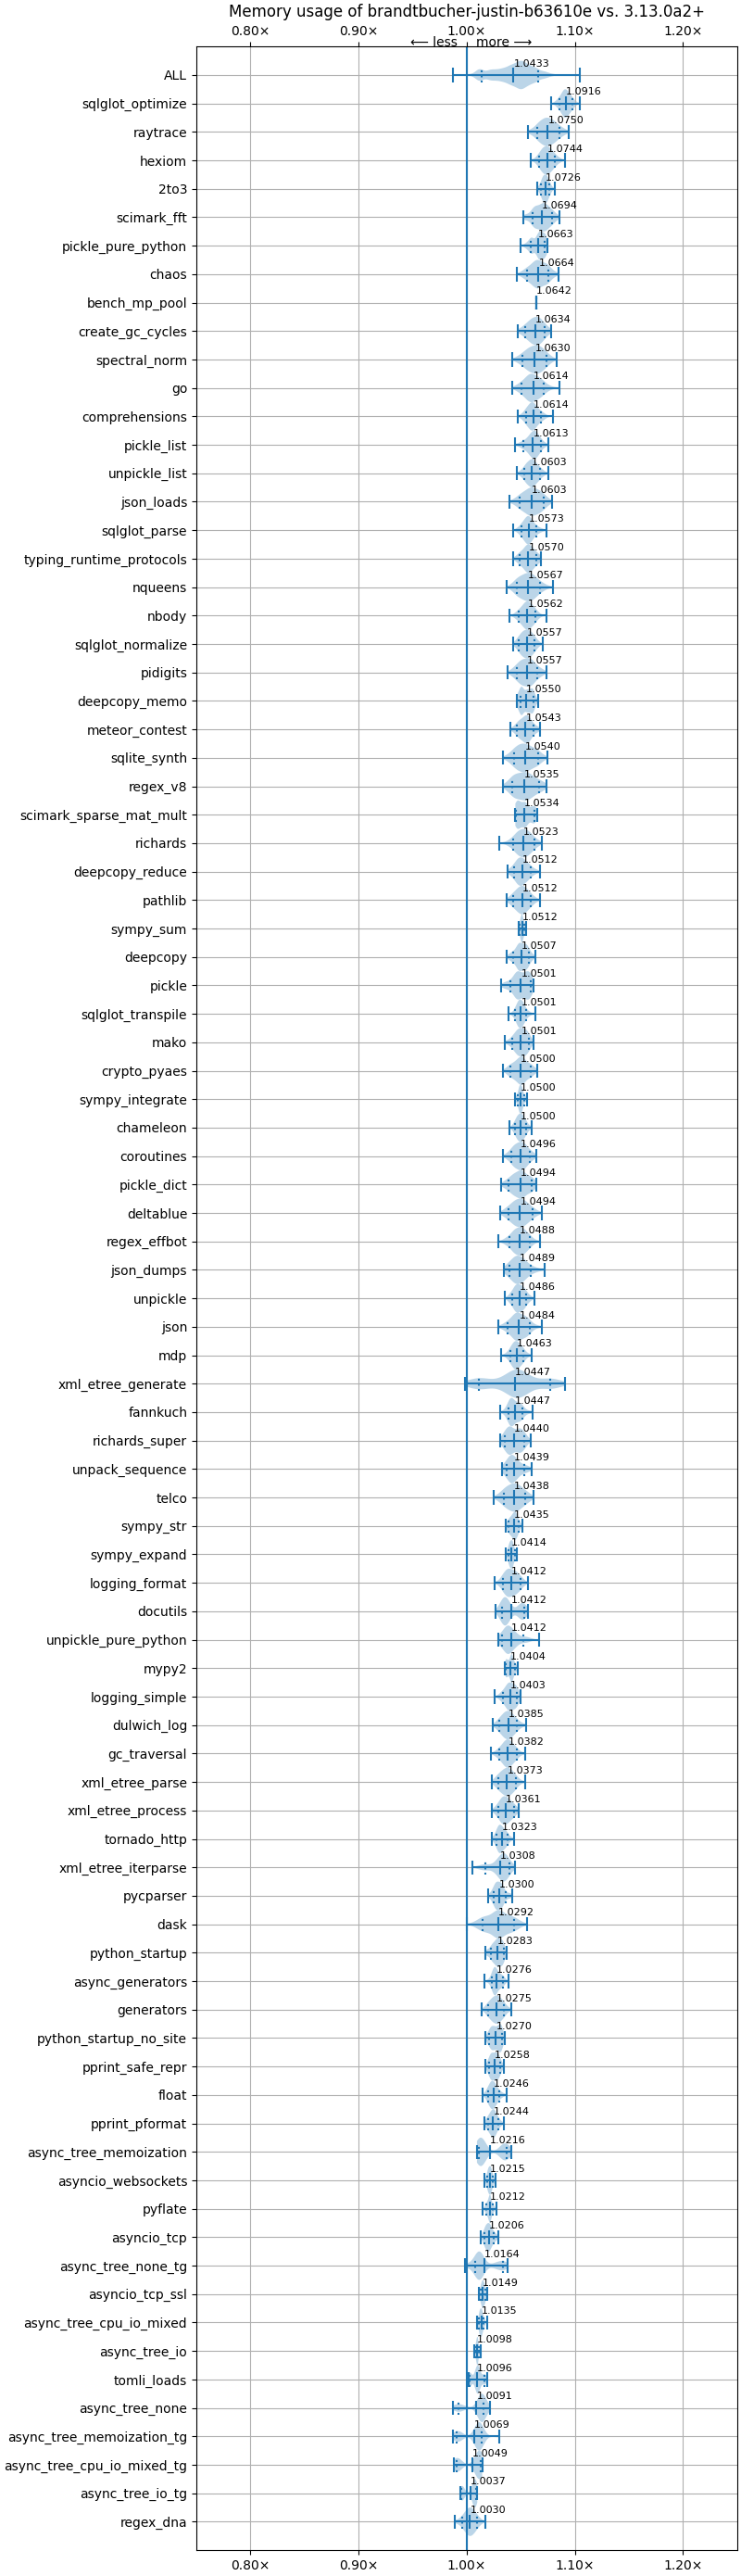 Memory usage of brandtbucher-justin-b63610e vs. 3.13.0a2+
0.80× 0.90× 1.00× 1.10× 1.20×
⟵ less more ⟶
ALL 1.0433
sqlglot_optimize 1.0916
raytrace 1.0750
hexiom 1.0744
2to3 1.0726
scimark_fft 1.0694
pickle_pure_python 1.0663
chaos 1.0664
bench_mp_pool 1.0642
create_gc_cycles 1.0634
spectral_norm 1.0630
go 1.0614
comprehensions 1.0614
pickle_list 1.0613
unpickle_list 1.0603
json_loads 1.0603
sqlglot_parse 1.0573
typing_runtime_protocols 1.0570
nqueens 1.0567
nbody 1.0562
sqlglot_normalize 1.0557
pidigits 1.0557
deepcopy_memo 1.0550
meteor_contest 1.0543
sqlite_synth 1.0540
regex_v8 1.0535
scimark_sparse_mat_mult 1.0534
richards 1.0523
deepcopy_reduce 1.0512
pathlib 1.0512
sympy_sum 1.0512
deepcopy 1.0507
pickle 1.0501
sqlglot_transpile 1.0501
mako 1.0501
crypto_pyaes 1.0500
sympy_integrate 1.0500
chameleon 1.0500
coroutines 1.0496
pickle_dict 1.0494
deltablue 1.0494
regex_effbot 1.0488
json_dumps 1.0489
unpickle 1.0486
json 1.0484
mdp 1.0463
xml_etree_generate 1.0447
fannkuch 1.0447
richards_super 1.0440
unpack_sequence 1.0439
telco 1.0438
sympy_str 1.0435
sympy_expand 1.0414
logging_format 1.0412
docutils 1.0412
unpickle_pure_python 1.0412
mypy2 1.0404
logging_simple 1.0403
dulwich_log 1.0385
gc_traversal 1.0382
xml_etree_parse 1.0373
xml_etree_process 1.0361
tornado_http 1.0323
xml_etree_iterparse 1.0308
pycparser 1.0300
dask 1.0292
python_startup 1.0283
async_generators 1.0276
generators 1.0275
python_startup_no_site 1.0270
pprint_safe_repr 1.0258
float 1.0246
pprint_pformat 1.0244
async_tree_memoization 1.0216
asyncio_websockets 1.0215
pyflate 1.0212
asyncio_tcp 1.0206
async_tree_none_tg 1.0164
asyncio_tcp_ssl 1.0149
async_tree_cpu_io_mixed 1.0135
async_tree_io 1.0098
tomli_loads 1.0096
async_tree_none 1.0091
async_tree_memoization_tg 1.0069
async_tree_cpu_io_mixed_tg 1.0049
async_tree_io_tg 1.0037
regex_dna 1.0030
0.80× 0.90× 1.00× 1.10× 1.20×